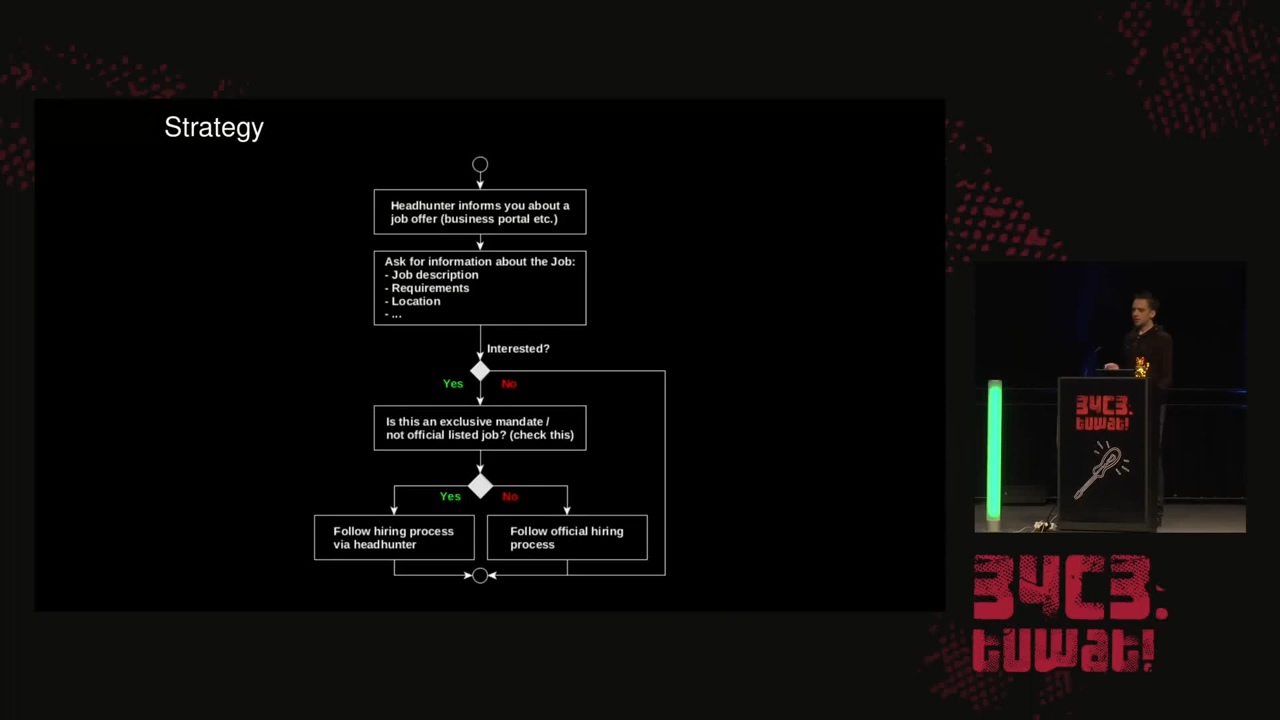 Strategy
Headhunter informs you about a
job offer (business portal etc.)
Ask for information about the Job:
- Job description
- Requirements
- Location
- ...
Interested?
Yes
No
Is this an exclusive mandate /
not official listed job? (check this)
Yes
No
Follow hiring process
via headhunter
Follow official hiring
process
34C3.
tuwat!
34C3.
tuwat!